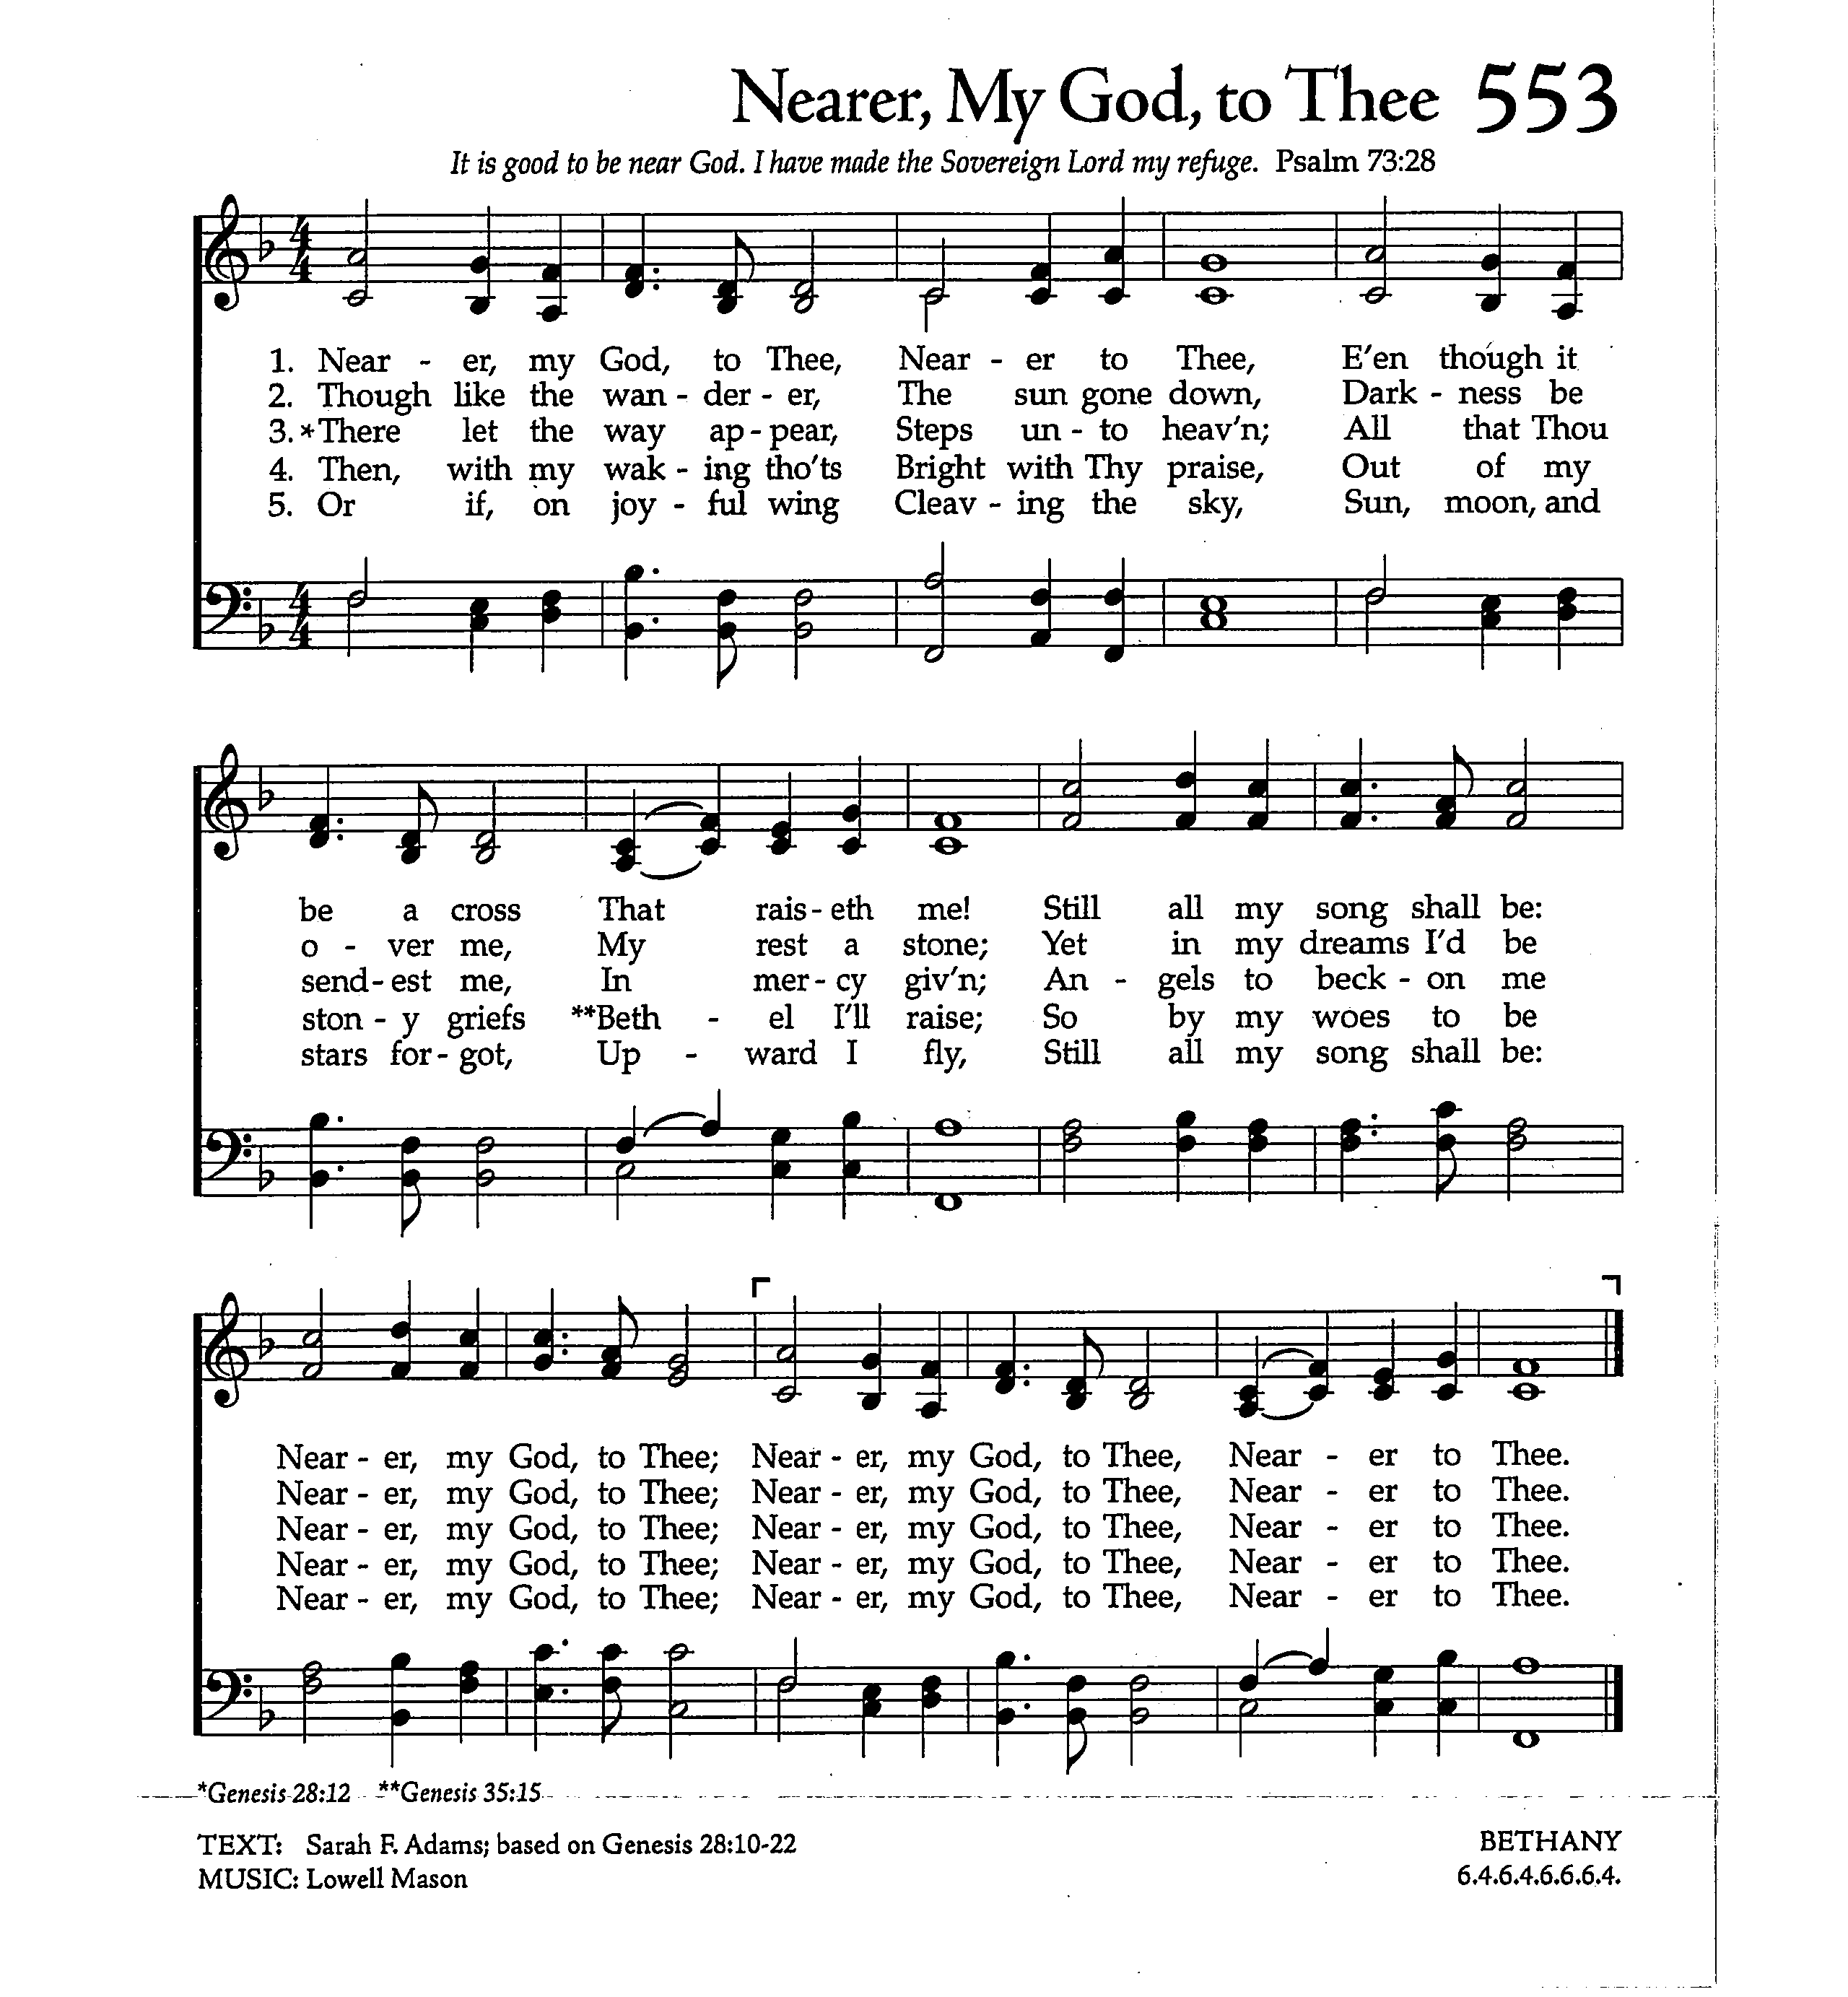 Nearer, My God, to Thee 553
It is good to be near God. I have made the Sovereign Lord my refuge. Psalm 73:28
1. Near - er, my God, to Thee, Near - er to Thee, E'en though it
2. Though like the wan - der - er, The sun gone down, Dark - ness be
3. *There let the way ap - pear, Steps un - to heav'n; All that Thou
4. Then, with my wak - ing tho'ts Bright with Thy praise, Out of my
5. Or if, on joy - ful wing Cleav - ing the sky, Sun, moon, and
be a cross That rais - eth me! Still all my song shall be:
o - ver me, My rest a stone; Yet in my dreams I'd be
send - est me, In mer - cy giv'n; An - gels to beck - on me
ston - y griefs **Beth - el I'll raise; So by my woes to be
stars for - got, Up - ward I fly, Still all my song shall be:
Near - er, my God, to Thee; Near - er, my God, to Thee, Near - er to Thee.
Near - er, my God, to Thee; Near - er, my God, to Thee, Near - er to Thee.
Near - er, my God, to Thee; Near - er, my God, to Thee, Near - er to Thee.
Near - er, my God, to Thee; Near - er, my God, to Thee, Near - er to Thee.
Near - er, my God, to Thee; Near - er, my God, to Thee, Near - er to Thee.
*Genesis 28:12 **Genesis 35:15
TEXT: Sarah F. Adams; based on Genesis 28:10-22 BETHANY
MUSIC: Lowell Mason 6.4.6.4.6.6.6.4.